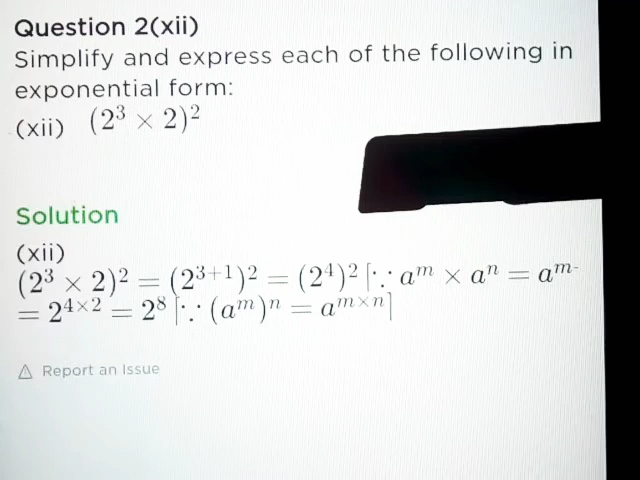 Question 2(xii)
Simplify and express each of the following in
exponential form:
(xii) (2³ × 2)²
Solution
(xii)
(2³ × 2)² = (2³⁺¹)² = (2⁴)² [∵ aᵐ × aⁿ = aᵐ⁻
= 2⁴ˣ² = 2⁸ [∵ (aᵐ)ⁿ = aᵐˣⁿ]
⚠ Report an Issue